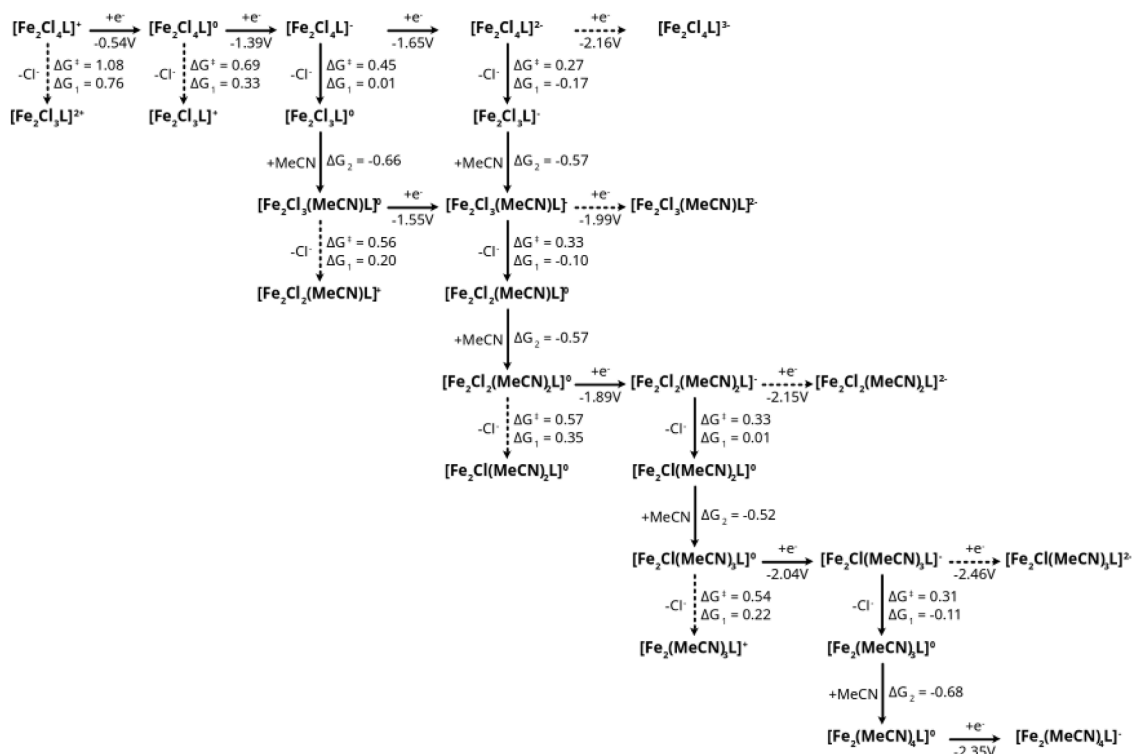 [Fe₂Cl₄L]⁺ +e⁻ -0.54V [Fe₂Cl₄L]⁰ +e⁻ -1.39V [Fe₂Cl₄L]⁻ +e⁻ -1.65V [Fe₂Cl₄L]²⁻ +e⁻ -2.16V [Fe₂Cl₄L]³⁻
-Cl⁻ ΔG‡ = 1.08 -Cl⁻ ΔG‡ = 0.69 -Cl⁻ ΔG‡ = 0.45 -Cl⁻ ΔG‡ = 0.27
ΔG₁ = 0.76 ΔG₁ = 0.33 ΔG₁ = 0.01 ΔG₁ = -0.17
[Fe₂Cl₃L]²⁺ [Fe₂Cl₃L]⁺ [Fe₂Cl₃L]⁰ [Fe₂Cl₃L]⁻
+MeCN ΔG₂ = -0.66 +MeCN ΔG₂ = -0.57
[Fe₂Cl₃(MeCN)L]⁰ +e⁻ -1.55V [Fe₂Cl₃(MeCN)L]⁻ +e⁻ -1.99V [Fe₂Cl₃(MeCN)L]²⁻
-Cl⁻ ΔG‡ = 0.56 -Cl⁻ ΔG‡ = 0.33
ΔG₁ = 0.20 ΔG₁ = -0.10
[Fe₂Cl₂(MeCN)L]⁺ [Fe₂Cl₂(MeCN)L]⁰
+MeCN ΔG₂ = -0.57
[Fe₂Cl₂(MeCN)₂L]⁰ +e⁻ -1.89V [Fe₂Cl₂(MeCN)₂L]⁻ +e⁻ -2.15V [Fe₂Cl₂(MeCN)₂L]²⁻
-Cl⁻ ΔG‡ = 0.57 -Cl⁻ ΔG‡ = 0.33
ΔG₁ = 0.35 ΔG₁ = 0.01
[Fe₂Cl(MeCN)₂L]⁰ [Fe₂Cl(MeCN)₂L]⁰
+MeCN ΔG₂ = -0.52
[Fe₂Cl(MeCN)₃L]⁰ +e⁻ -2.04V [Fe₂Cl(MeCN)₃L]⁻ +e⁻ -2.46V [Fe₂Cl(MeCN)₃L]²⁻
-Cl⁻ ΔG‡ = 0.54 -Cl⁻ ΔG‡ = 0.31
ΔG₁ = 0.22 ΔG₁ = -0.11
[Fe₂(MeCN)₃L]⁺ [Fe₂(MeCN)₃L]⁰
+MeCN ΔG₂ = -0.68
[Fe₂(MeCN)₄L]⁰ +e⁻ -2.35V [Fe₂(MeCN)₄L]⁻